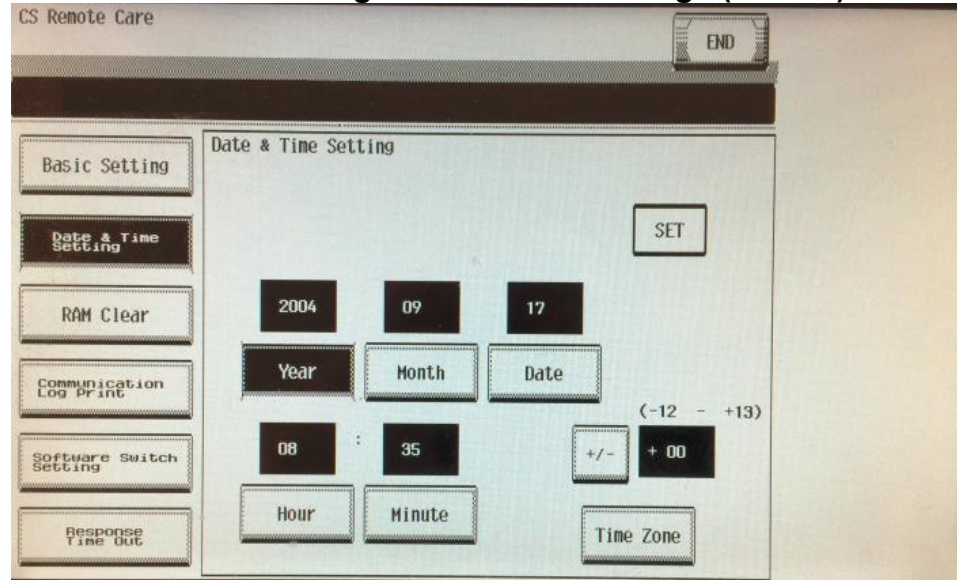 CS Remote Care
END
Basic Setting
Date & Time Setting
Date & Time
Setting
SET
RAM Clear
2004 09 17
Year Month Date
Communication
Log Print
(-12 - +13)
08 : 35 +/- + 00
Software Switch
Setting
Hour Minute
Time Zone
Response
Time Out